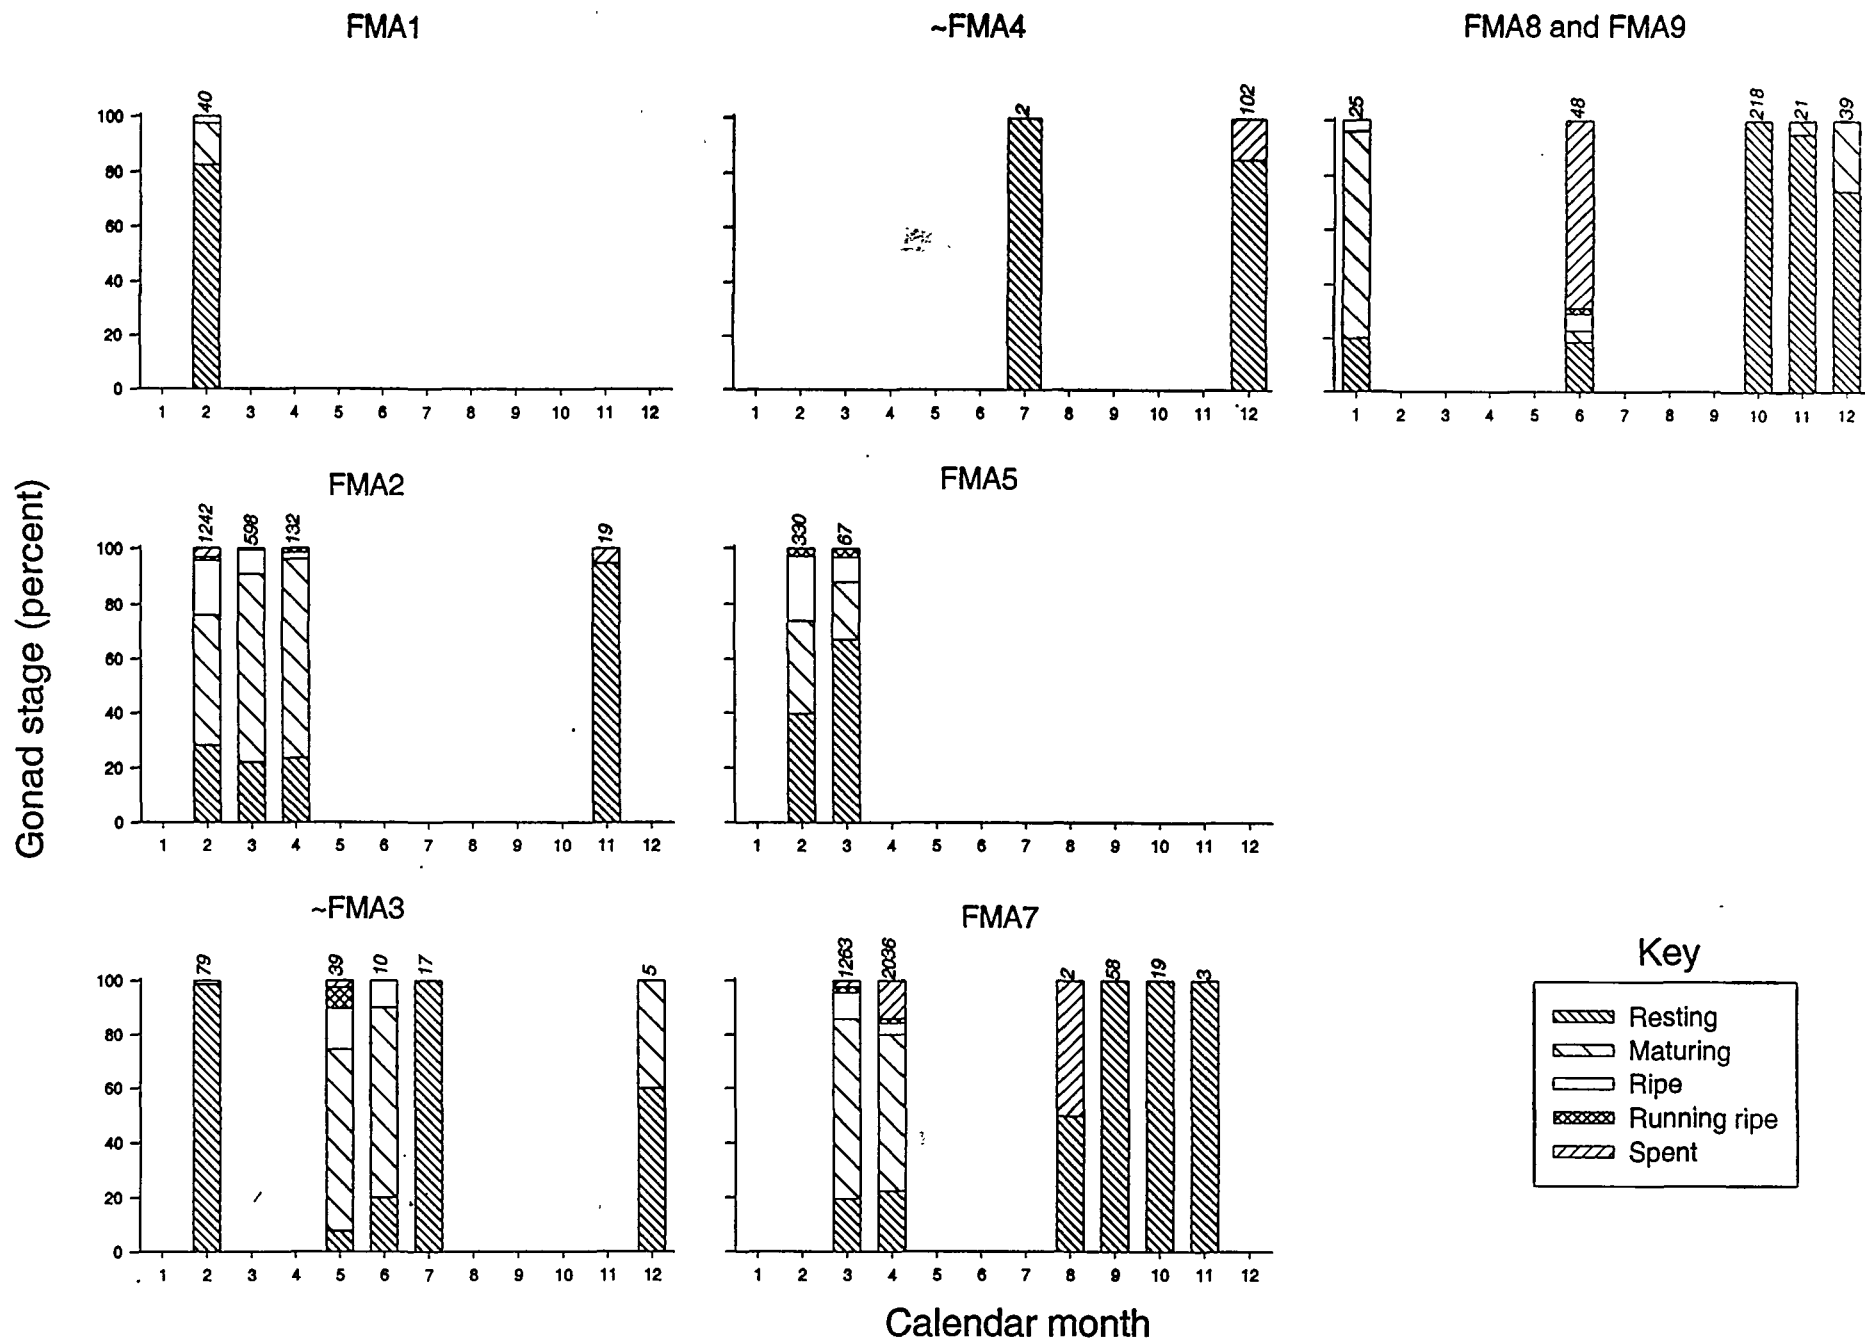 FMA1
~FMA4
FMA8 and FMA9
40
2
102
25
48
218
21
39
100
80
60
40
20
0
1 2 3 4 5 6 7 8 9 10 11 12
1 2 3 4 5 6 7 8 9 10 11 12
1 2 3 4 5 6 7 8 9 10 11 12
Gonad stage (percent)
FMA2
FMA5
1242
598
132
19
330
67
100
80
60
40
20
0
1 2 3 4 5 6 7 8 9 10 11 12
1 2 3 4 5 6 7 8 9 10 11 12
~FMA3
FMA7
79
39
10
17
5
1263
2036
2
58
19
3
100
80
60
40
20
0
1 2 3 4 5 6 7 8 9 10 11 12
1 2 3 4 5 6 7 8 9 10 11 12
Calendar month
Key
Resting
Maturing
Ripe
Running ripe
Spent